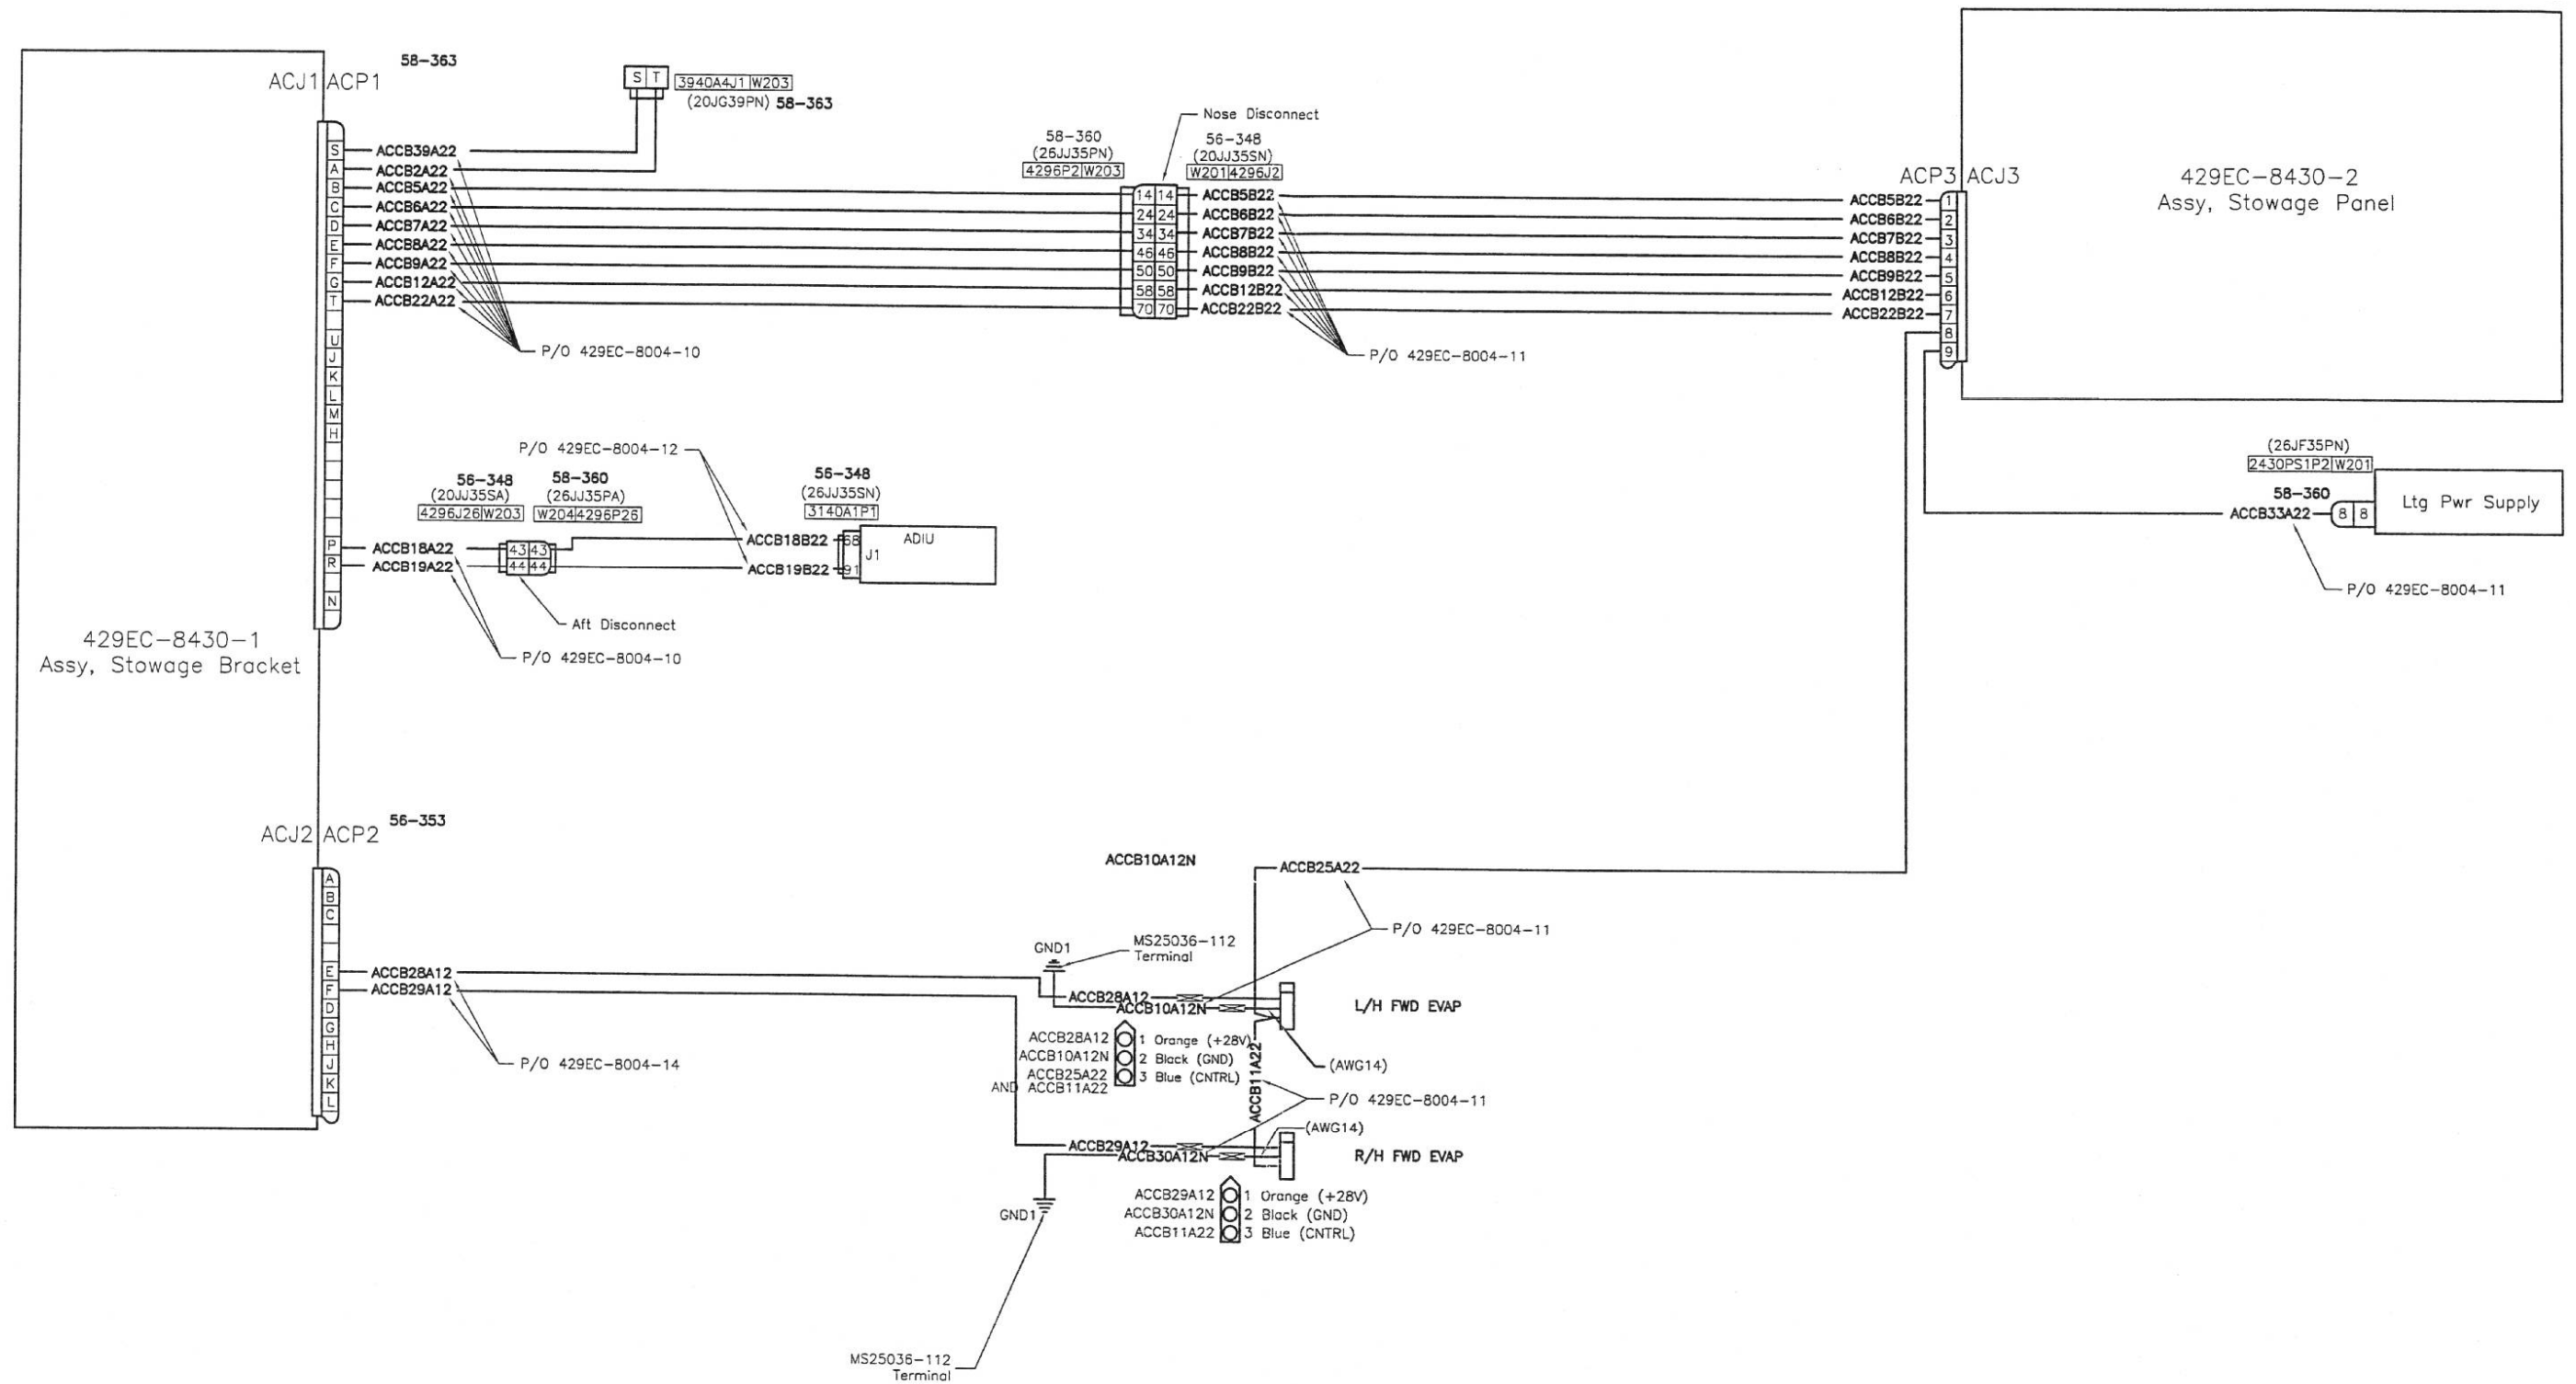 58-363
ACJ1 ACP1
S T
3940A4J1 W203
(20JG39PN) 58-363
S ACCB39A22
A ACCB2A22
B ACCB5A22
C ACCB6A22
D ACCB7A22
E ACCB8A22
F ACCB9A22
G ACCB12A22
T ACCB22A22
U
J
K
L
M
H
P/O 429EC-8004-10
Nose Disconnect
58-360
(26JJ35PN)
4296P2 W203
56-348
(20JJ35SN)
W201 4296J2
14 14 ACCB5B22
24 24 ACCB6B22
34 34 ACCB7B22
46 46 ACCB8B22
50 50 ACCB9B22
58 58 ACCB12B22
70 70 ACCB22B22
P/O 429EC-8004-11
ACP3 ACJ3
ACCB5B22 1
ACCB6B22 2
ACCB7B22 3
ACCB8B22 4
ACCB9B22 5
ACCB12B22 6
ACCB22B22 7
8
9
429EC-8430-2
Assy, Stowage Panel
(26JF35PN)
2430PS1P2 W201
58-360
ACCB33A22 8 8
Ltg Pwr Supply
P/O 429EC-8004-11
P/O 429EC-8004-12
56-348
(20JJ35SA)
4296J26 W203
58-360
(26JJ35PA)
W204 4296P26
56-348
(26JJ35SN)
3140A1P1
P ACCB18A22 43 43 ACCB18B22 68
R ACCB19A22 44 44 ACCB19B22 91
N
J1
ADIU
Aft Disconnect
P/O 429EC-8004-10
429EC-8430-1
Assy, Stowage Bracket
56-353
ACJ2 ACP2
A
B
C
E ACCB28A12
F ACCB29A12
D
G
H
J
K
L
P/O 429EC-8004-14
ACCB10A12N
ACCB25A22
P/O 429EC-8004-11
GND1
MS25036-112
Terminal
ACCB28A12
ACCB10A12N
L/H FWD EVAP
ACCB28A12 1 Orange (+28V)
ACCB10A12N 2 Black (GND)
ACCB25A22 3 Blue (CNTRL)
AND ACCB11A22
ACCB11A22
(AWG14)
P/O 429EC-8004-11
(AWG14)
ACCB29A12
ACCB30A12N
R/H FWD EVAP
ACCB29A12 1 Orange (+28V)
ACCB30A12N 2 Black (GND)
ACCB11A22 3 Blue (CNTRL)
GND1
MS25036-112
Terminal